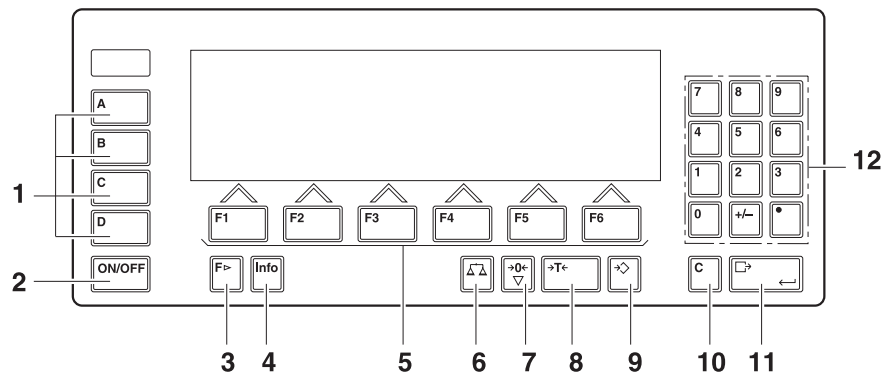 A
B
C
D
ON/OFF
F1 F2 F3 F4 F5 F6
F▷ Info →0← →T← →◇
7 8 9
4 5 6
1 2 3
0 +/– •
C
1
2
3 4 5 6 7 8 9 10 11
12